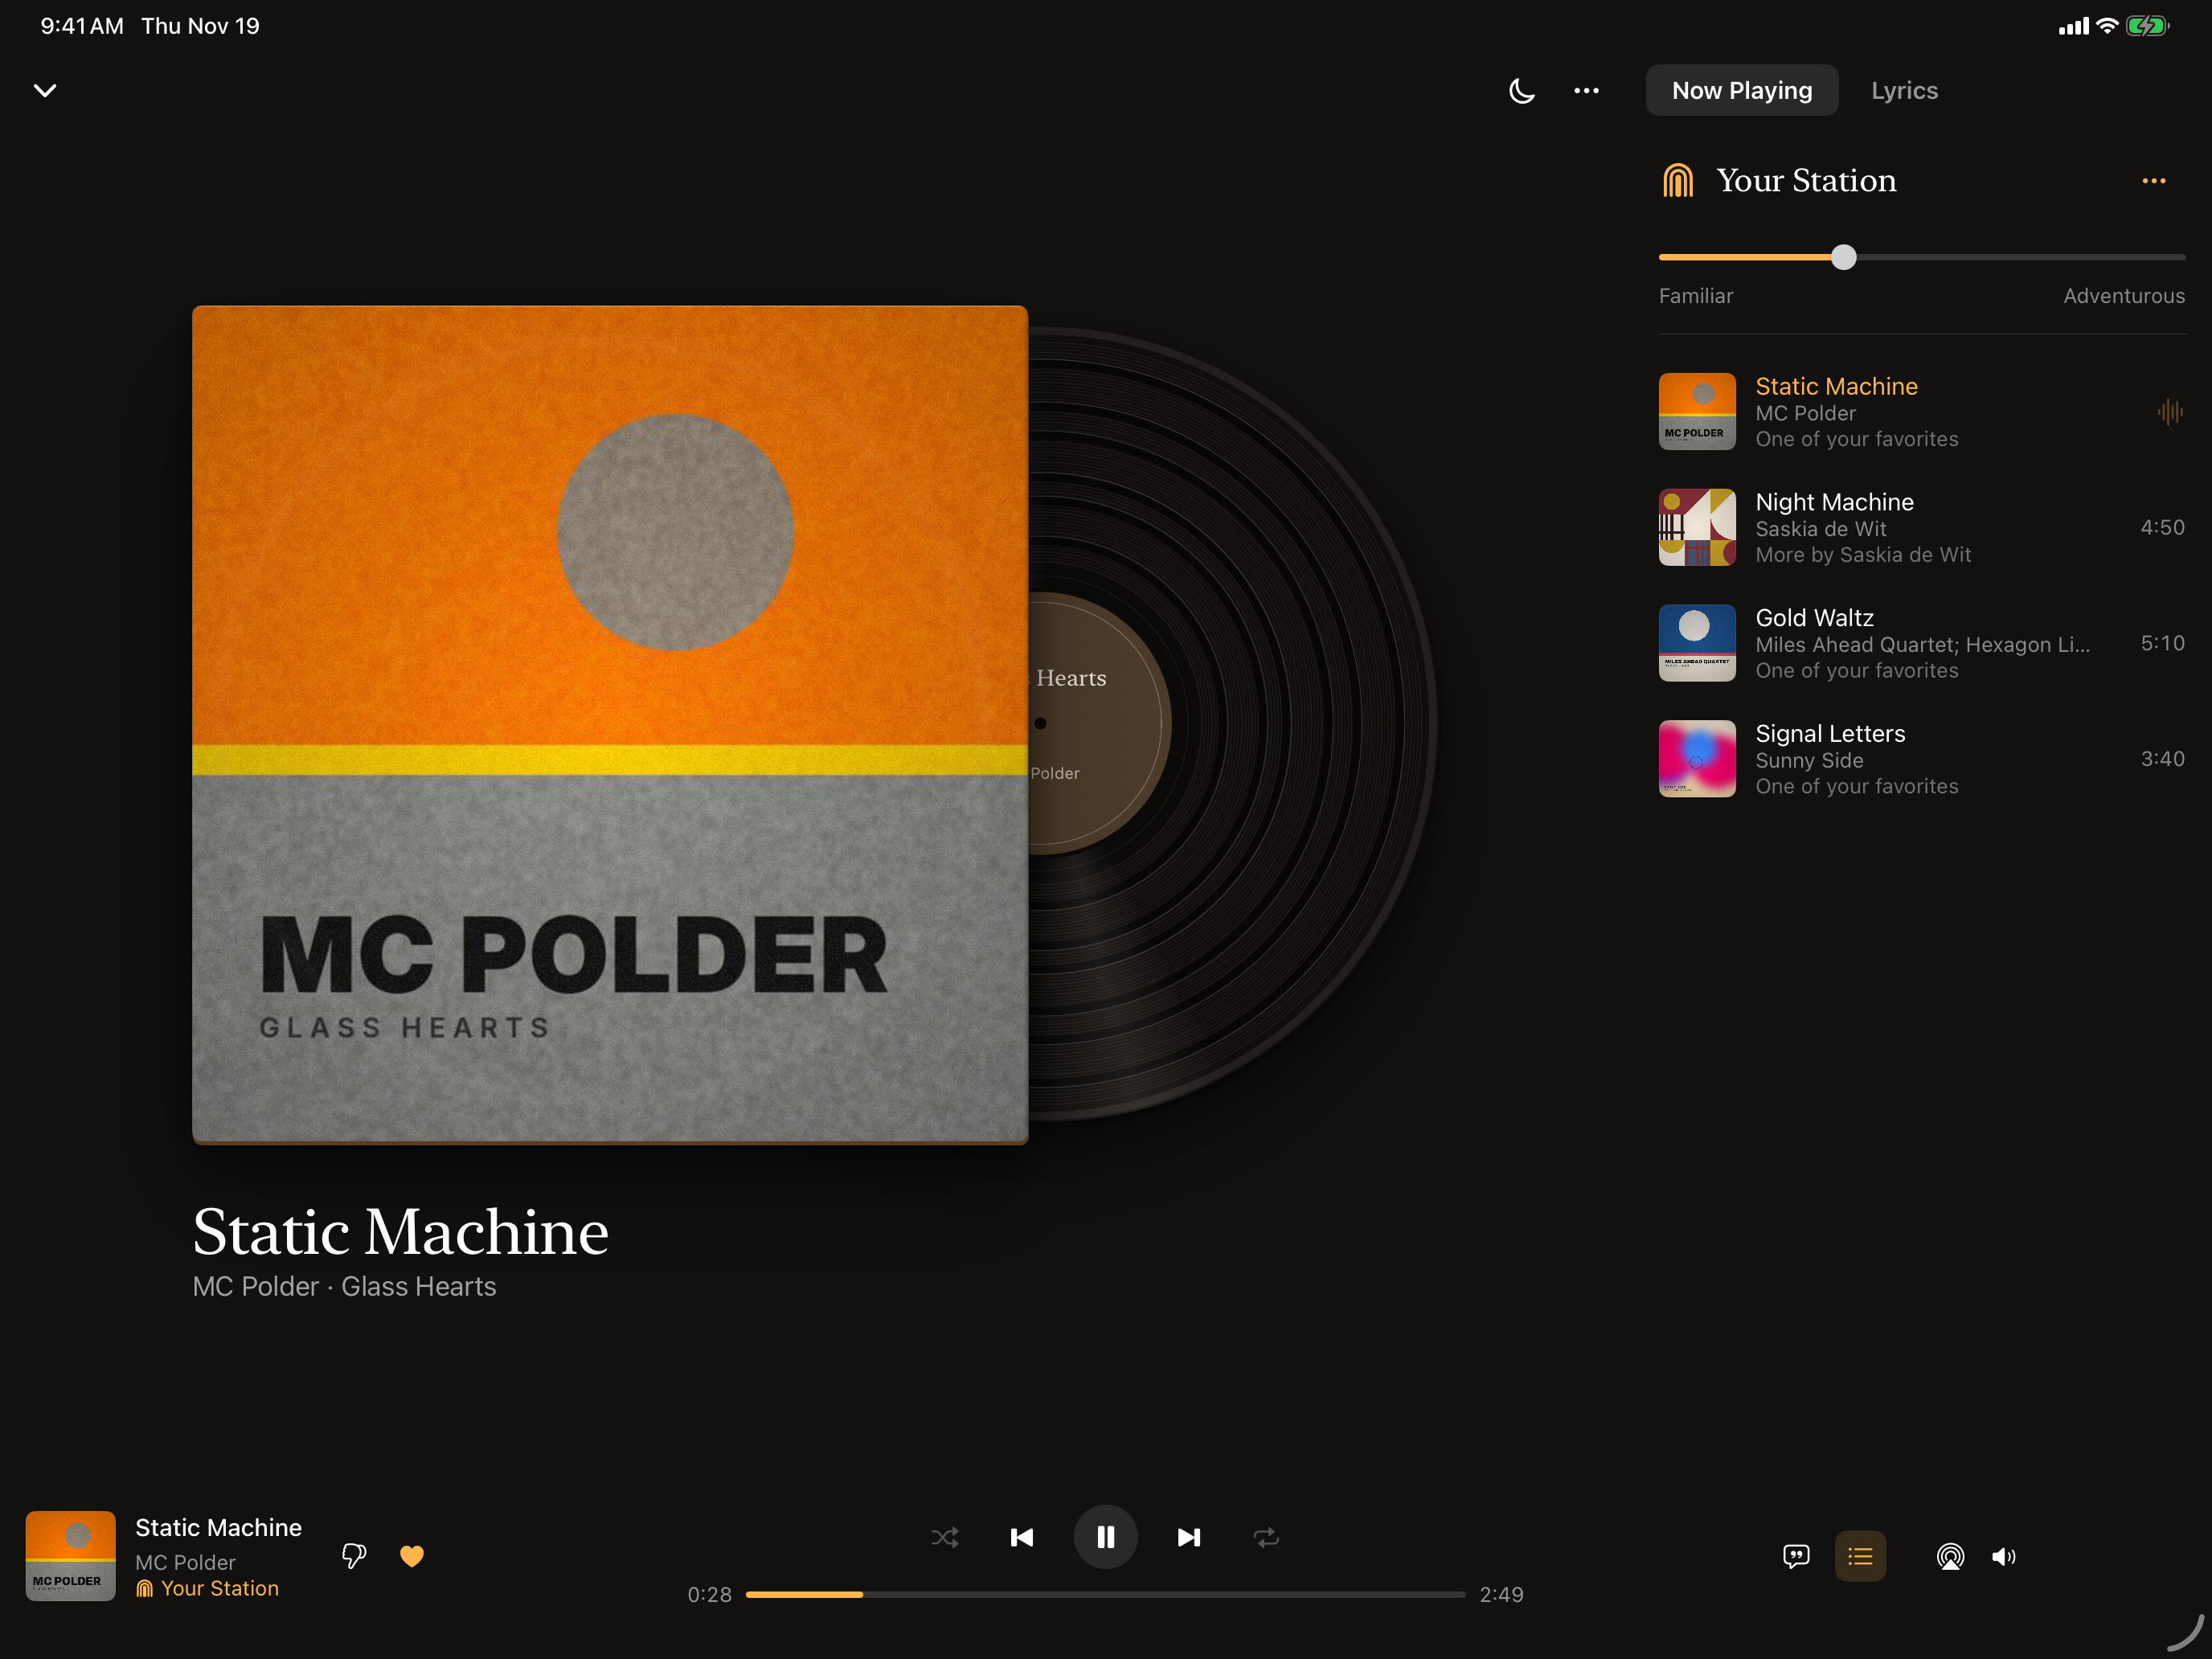 9:41 AM Thu Nov 19
Now Playing
Lyrics
Your Station
Familiar
Adventurous
Static Machine
MC Polder
One of your favorites
Night Machine
Saskia de Wit
More by Saskia de Wit
4:50
Gold Waltz
Miles Ahead Quartet; Hexagon Li...
One of your favorites
5:10
Signal Letters
Sunny Side
One of your favorites
3:40
MC POLDER
MILES AHEAD QUARTET
Hearts
Polder
MC POLDER
GLASS HEARTS
Static Machine
MC Polder · Glass Hearts
MC POLDER
Static Machine
MC Polder
Your Station
0:28
2:49